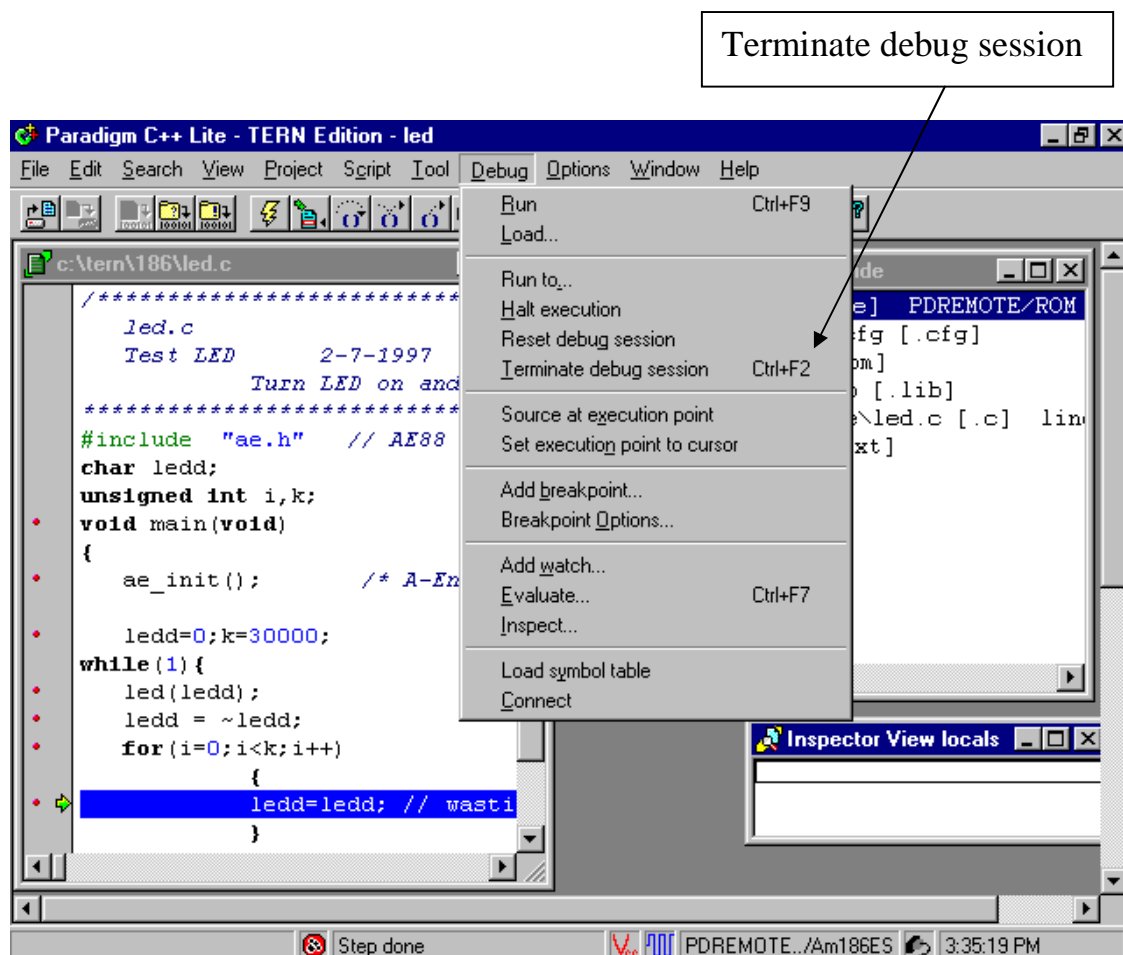 Terminate debug session
Paradigm C++ Lite - TERN Edition - led
File Edit Search View Project Script Tool Debug Options Window Help
Run Ctrl+F9
Load...
Run to...
Halt execution
Reset debug session
Terminate debug session Ctrl+F2
Source at execution point
Set execution point to cursor
Add breakpoint...
Breakpoint Options...
Add watch...
Evaluate... Ctrl+F7
Inspect...
Load symbol table
Connect
c:\tern\186\led.c
/***************************
led.c
Test LED 2-7-1997
Turn LED on and
***************************
#include "ae.h" // AE88
char ledd;
unsigned int i,k;
void main(void)
{
ae_init(); /* A-En
ledd=0;k=30000;
while(1){
led(ledd);
ledd = ~ledd;
for(i=0;i<k;i++)
{
ledd=ledd; // wasti
}
ide
e] PDREMOTE/ROM
cfg [.cfg]
om]
[.lib]
e\led.c [.c] line
xt]
Inspector View locals
Step done
Vcc
PDREMOTE../Am186ES
3:35:19 PM